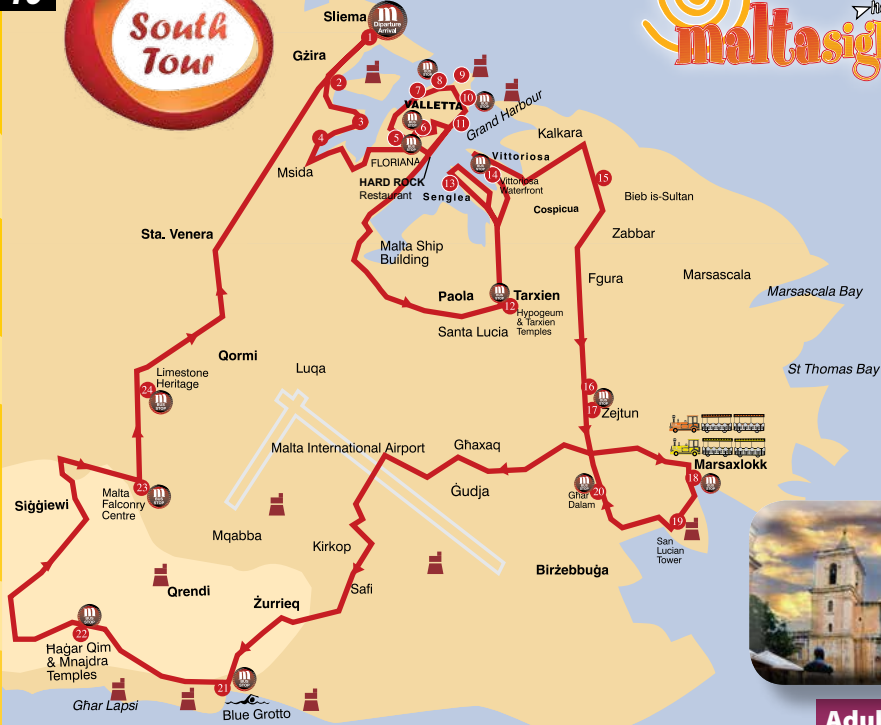 South
Tour
maltasig
Sliema
m
Diparture
Arrival
1
Gżira
2
3
4
Msida
5
6
7
8
9
10
11
VALLETTA
FLORIANA
HARD ROCK
Restaurant
Grand Harbour
Kalkara
Vittoriosa
14
Vittoriosa
Waterfront
13
Senglea
Cospicua
15
Bieb is-Sultan
Zabbar
Sta. Venera
Malta Ship
Building
Fgura
Marsascala
Marsascala Bay
Paola
Tarxien
12
Hypogeum
& Tarxien
Temples
Santa Lucia
Qormi
Luqa
St Thomas Bay
Limestone
Heritage
24
16
17
Żejtun
Malta International Airport
Għaxaq
Marsaxlokk
18
Ġudja
Għar
Dalam
20
19
San
Lucian
Tower
23
Malta
Falconry
Centre
Siġġiewi
Mqabba
Kirkop
Birżebbuġa
Safi
Qrendi
Żurrieq
22
Ħaġar Qim
& Mnajdra
Temples
21
Għar Lapsi
Blue Grotto
m
BUS
STOP
Adul